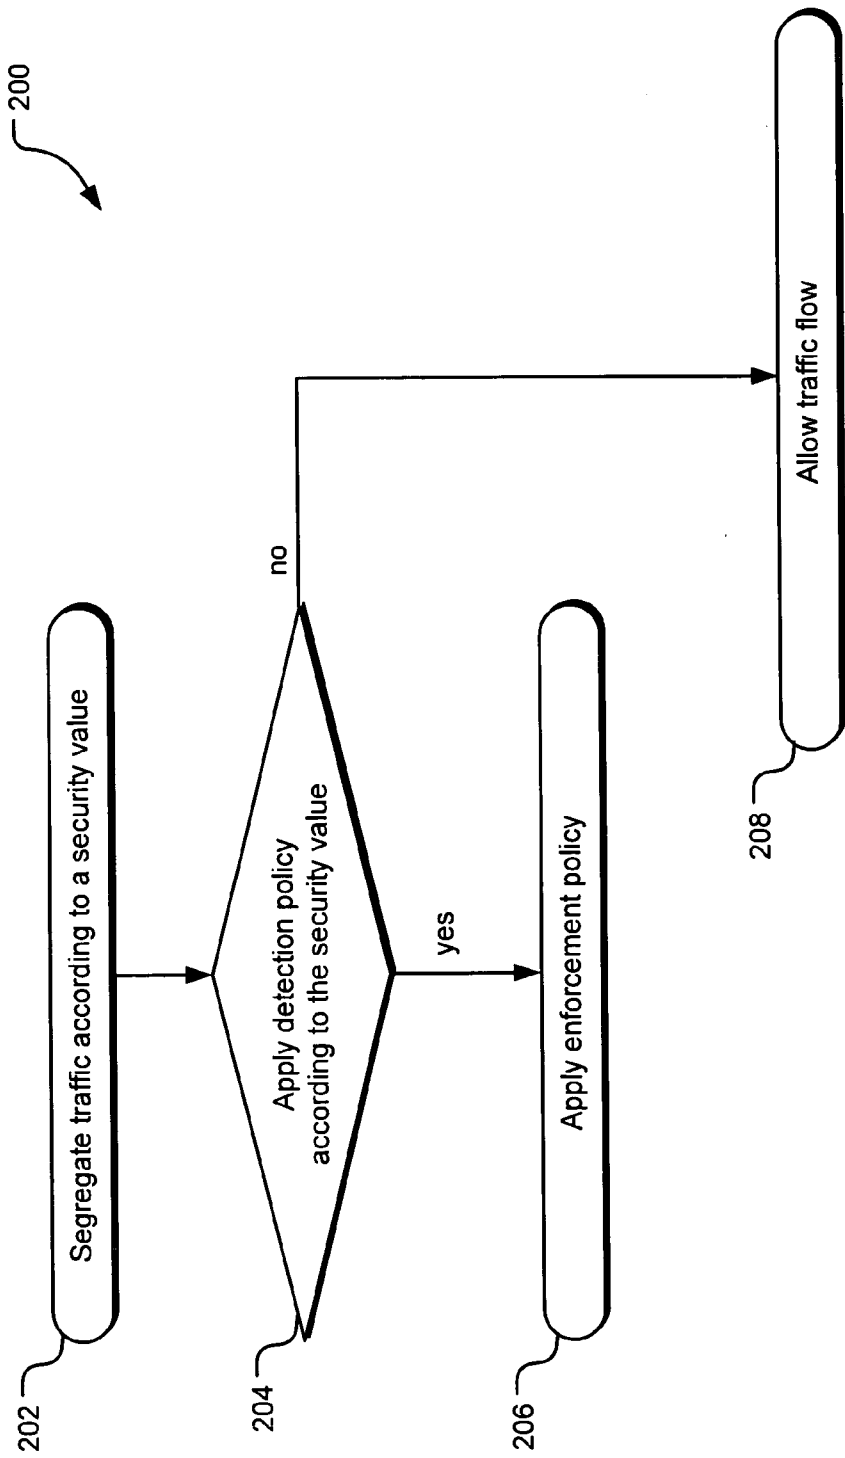 200
202
Segregate traffic according to a security value
204
Apply detection policy
according to the security value
no
yes
206
Apply enforcement policy
208
Allow traffic flow